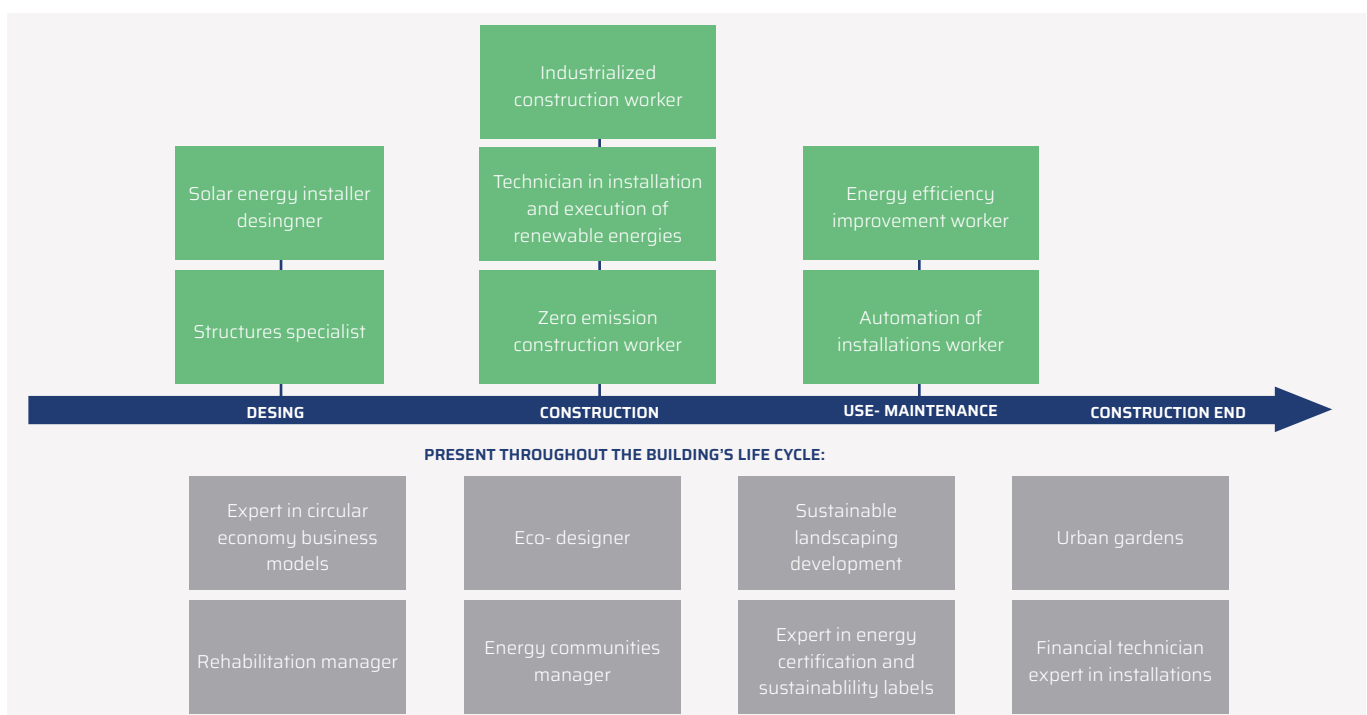 Industrialized
construction worker
Solar energy installer
desingner
Technician in installation
and execution of
renewable energies
Energy efficiency
improvement worker
Structures specialist
Zero emission
construction worker
Automation of
installations worker
DESING
CONSTRUCTION
USE- MAINTENANCE
CONSTRUCTION END
PRESENT THROUGHOUT THE BUILDING’S LIFE CYCLE:
Expert in circular
economy business
models
Eco- designer
Sustainable
landscaping
development
Urban gardens
Rehabilitation manager
Energy communities
manager
Expert in energy
certification and
sustainablility labels
Financial technician
expert in installations